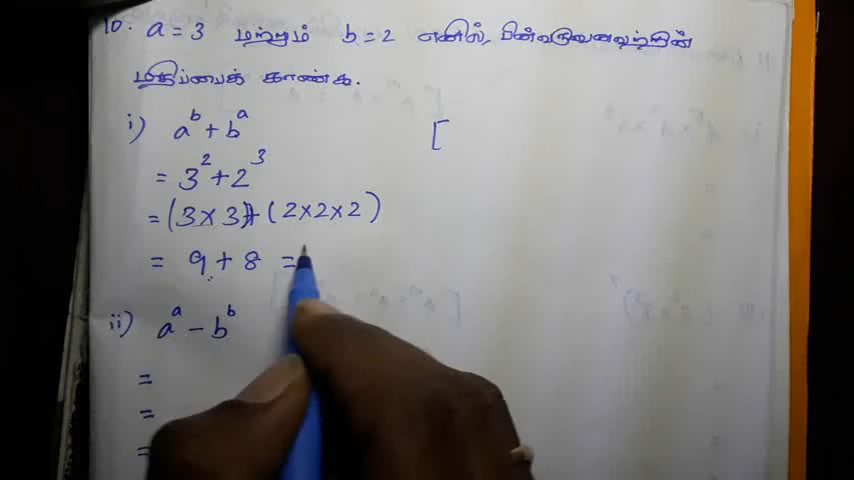 10. a = 3 மற்றும் b = 2 எனில், பின்வருவனவற்றின்
மதிப்பைக் காண்க.
i) a^b + b^a [
= 3^2 + 2^3
= (3 × 3) + (2 × 2 × 2)
= 9 + 8 =
ii) a^a - b^b
=
=
=